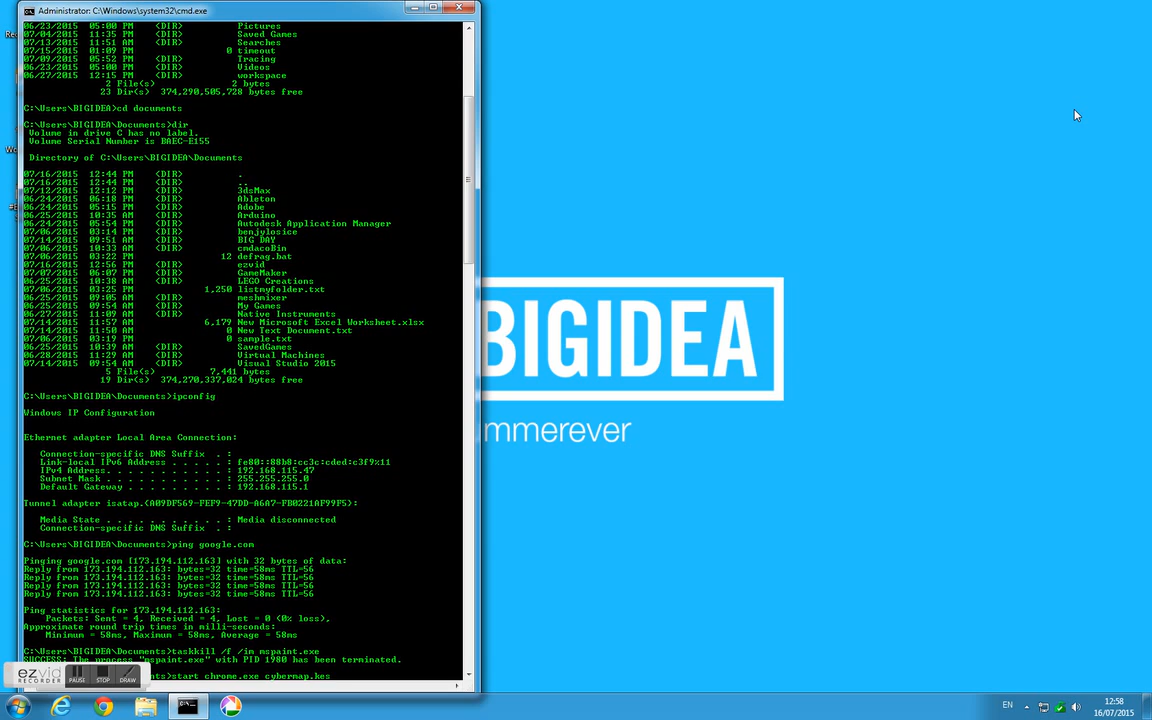 Administrator: C:\Windows\system32\cmd.exe
06/23/2015  05:00 PM    <DIR>          Pictures
07/04/2015  11:35 PM    <DIR>          Saved Games
07/13/2015  11:51 AM    <DIR>          Searches
07/15/2015  01:09 PM                 0 timeout
07/09/2015  05:52 PM    <DIR>          Tracing
06/23/2015  05:00 PM    <DIR>          Videos
06/27/2015  12:15 PM    <DIR>          workspace
2 File(s)              2 bytes
23 Dir(s)  374,290,505,728 bytes free
C:\Users\BIGIDEA>cd documents
C:\Users\BIGIDEA\Documents>dir
Volume in drive C has no label.
Volume Serial Number is BAEC-E155
Directory of C:\Users\BIGIDEA\Documents
07/16/2015  12:44 PM    <DIR>          .
07/16/2015  12:44 PM    <DIR>          ..
07/12/2015  12:12 PM    <DIR>          3dsMax
06/24/2015  06:18 PM    <DIR>          Ableton
06/24/2015  05:15 PM    <DIR>          Adobe
06/25/2015  10:35 AM    <DIR>          Arduino
06/24/2015  05:54 PM    <DIR>          Autodesk Application Manager
07/06/2015  03:14 PM    <DIR>          benjylosice
07/14/2015  09:51 AM    <DIR>          BIG DAY
07/06/2015  10:33 AM    <DIR>          cmdacoBin
07/06/2015  03:22 PM                12 defrag.bat
07/16/2015  12:56 PM    <DIR>          ezvid
07/07/2015  06:07 PM    <DIR>          GameMaker
06/25/2015  10:38 AM    <DIR>          LEGO Creations
07/06/2015  03:25 PM             1,250 listmyfolder.txt
06/25/2015  09:05 AM    <DIR>          meshmixer
06/25/2015  09:54 AM    <DIR>          My Games
06/27/2015  11:09 AM    <DIR>          Native Instruments
07/14/2015  11:57 AM             6,179 New Microsoft Excel Worksheet.xlsx
07/14/2015  11:50 AM                 0 New Text Document.txt
07/06/2015  03:19 PM                 0 sample.txt
06/25/2015  10:39 AM    <DIR>          SavedGames
06/28/2015  11:29 AM    <DIR>          Virtual Machines
07/14/2015  09:54 AM    <DIR>          Visual Studio 2015
5 File(s)          7,441 bytes
19 Dir(s)  374,270,337,024 bytes free
C:\Users\BIGIDEA\Documents>ipconfig
Windows IP Configuration
Ethernet adapter Local Area Connection:
Connection-specific DNS Suffix  . :
Link-local IPv6 Address . . . . . : fe80::88b8:cc3c:cded:c3f9%11
IPv4 Address. . . . . . . . . . . : 192.168.115.47
Subnet Mask . . . . . . . . . . . : 255.255.255.0
Default Gateway . . . . . . . . . : 192.168.115.1
Tunnel adapter isatap.{A09DF569-FEF9-47DD-A6A7-FB0221AF99F5}:
Media State . . . . . . . . . . . : Media disconnected
Connection-specific DNS Suffix  . :
C:\Users\BIGIDEA\Documents>ping google.com
Pinging google.com [173.194.112.163] with 32 bytes of data:
Reply from 173.194.112.163: bytes=32 time=58ms TTL=56
Reply from 173.194.112.163: bytes=32 time=58ms TTL=56
Reply from 173.194.112.163: bytes=32 time=58ms TTL=56
Reply from 173.194.112.163: bytes=32 time=58ms TTL=56
Ping statistics for 173.194.112.163:
Packets: Sent = 4, Received = 4, Lost = 0 (0% loss),
Approximate round trip times in milli-seconds:
Minimum = 58ms, Maximum = 58ms, Average = 58ms
C:\Users\BIGIDEA\Documents>taskkill /f /im mspaint.exe
SUCCESS: The process "mspaint.exe" with PID 1980 has been terminated.
start chrome.exe cybermap.kes
BIGIDEA
mmerever
ezvid
RECORDER
PAUSE
STOP
DRAW
EN
12:58
16/07/2015